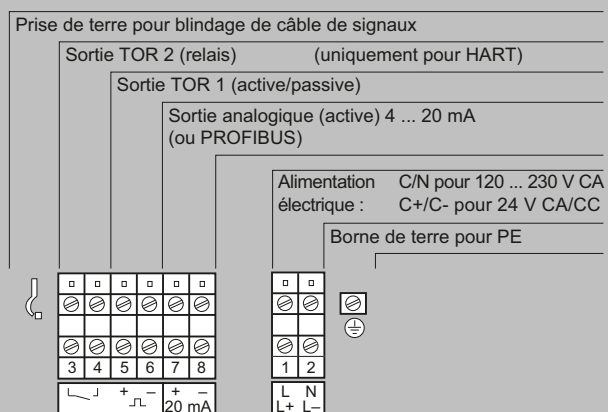 Prise de terre pour blindage de câble de signaux
Sortie TOR 2 (relais) (uniquement pour HART)
Sortie TOR 1 (active/passive)
Sortie analogique (active) 4 ... 20 mA
(ou PROFIBUS)
Alimentation C/N pour 120 ... 230 V CA
électrique : C+/C- pour 24 V CA/CC
Borne de terre pour PE
3 4 5 6 7 8 1 2
+ – + – L N
20 mA L+ L–